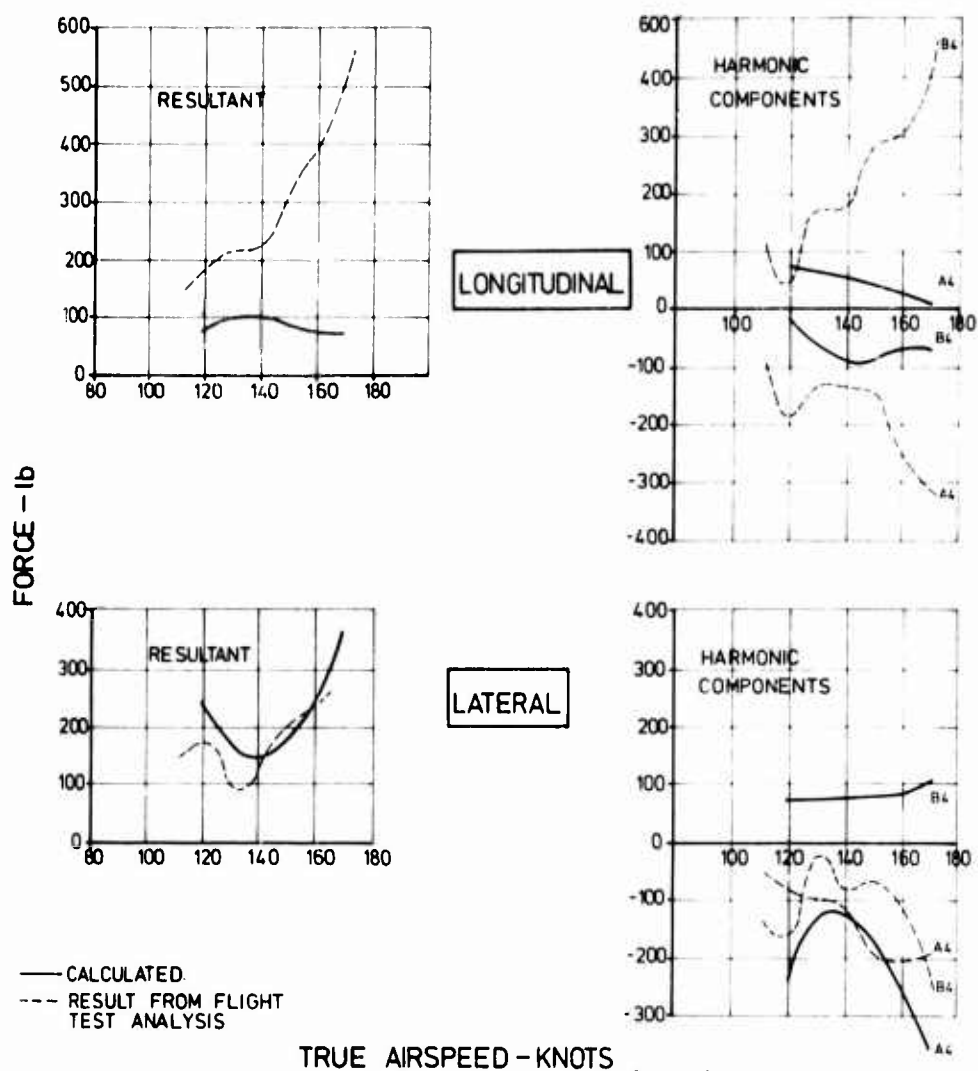 600
500
400
300
200
100
0
80 100 120 140 160 180
RESULTANT
600
400
300
200
100
0
-100
-200
-300
-400
100 120 140 160 180
HARMONIC
COMPONENTS
B4
A4
B4
A4
LONGITUDINAL
FORCE - lb
400
300
200
100
0
80 100 120 140 160 180
RESULTANT
LATERAL
400
300
200
100
0
-100
-200
-300
100 120 140 160 180
HARMONIC
COMPONENTS
B4
A4
B4
A4
CALCULATED.
RESULT FROM FLIGHT
TEST ANALYSIS
TRUE AIRSPEED - KNOTS